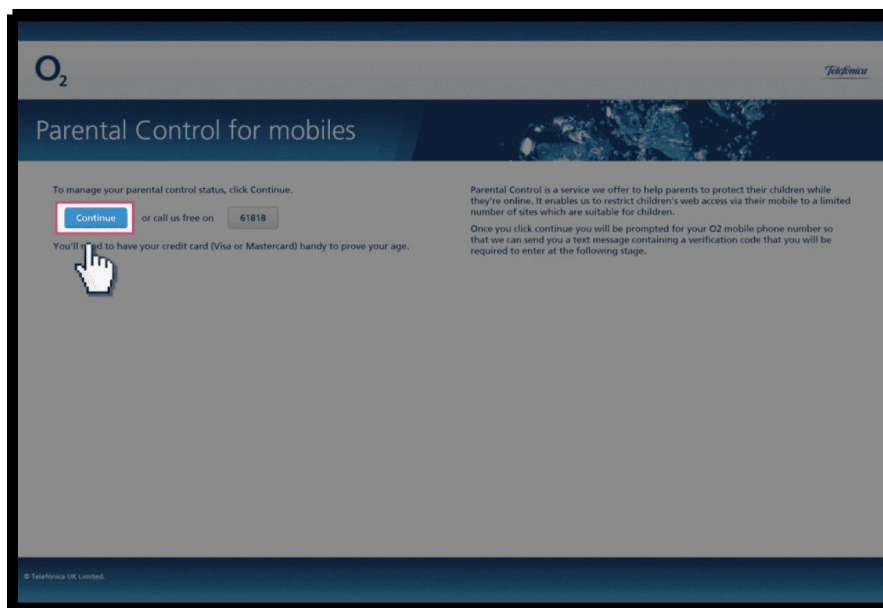 O2
Telefónica
Parental Control for mobiles
To manage your parental control status, click Continue.
Continue or call us free on 61818
You'll need to have your credit card (Visa or Mastercard) handy to prove your age.
Parental Control is a service we offer to help parents to protect their children while
they're online. It enables us to restrict children's web access via their mobile to a limited
number of sites which are suitable for children.
Once you click continue you will be prompted for your O2 mobile phone number so
that we can send you a text message containing a verification code that you will be
required to enter at the following stage.
© Telefonica UK Limited.